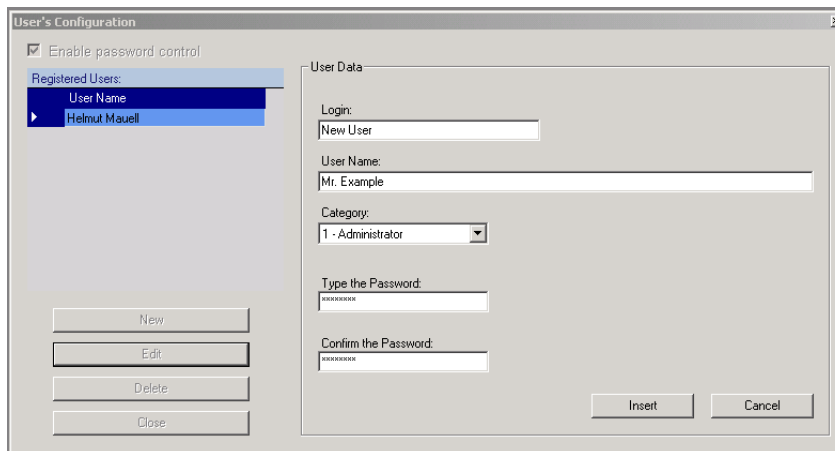 User's Configuration
Enable password control
Registered Users:
User Name
Helmut Mauell
New
Edit
Delete
Close
User Data
Login:
New User
User Name:
Mr. Example
Category:
1 - Administrator
Type the Password:
××××××××
Confirm the Password:
××××××××
Insert
Cancel